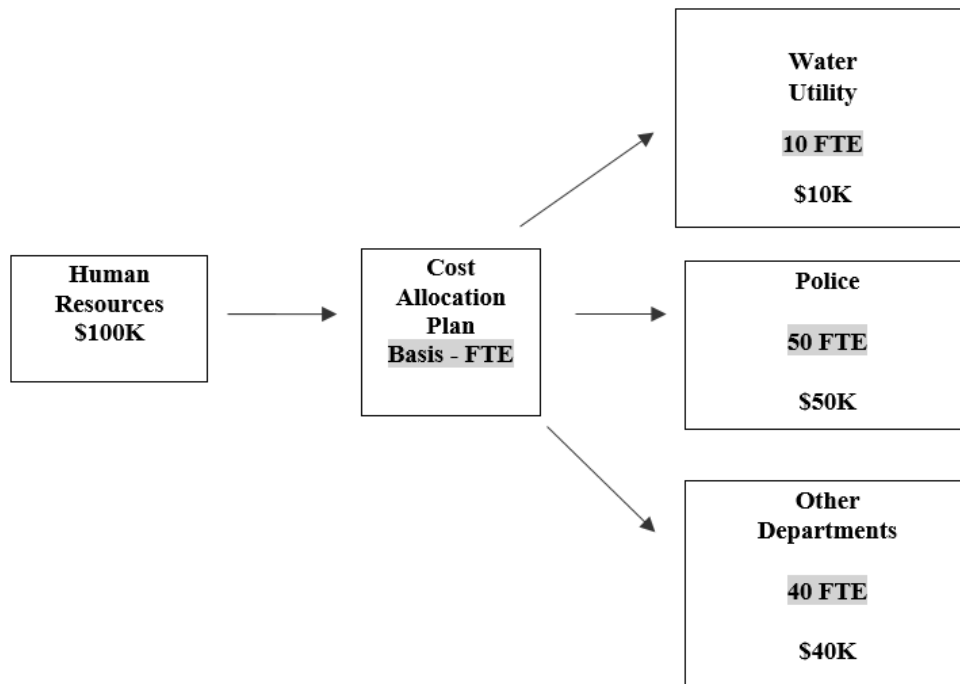 Human
Resources
$100K
Cost
Allocation
Plan
Basis - FTE
Water
Utility
10 FTE
$10K
Police
50 FTE
$50K
Other
Departments
40 FTE
$40K